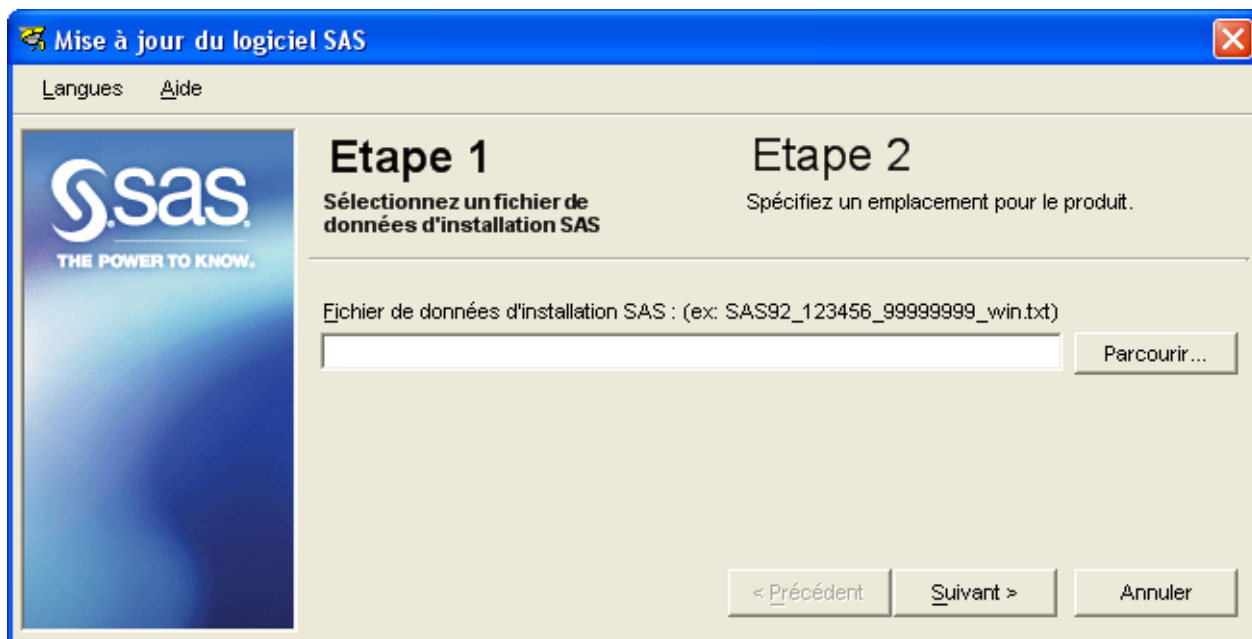 Mise à jour du logiciel SAS
Langues Aide
Ssas
THE POWER TO KNOW.
Etape 1
Sélectionnez un fichier de
données d'installation SAS
Etape 2
Spécifiez un emplacement pour le produit.
Fichier de données d'installation SAS : (ex: SAS92_123456_99999999_win.txt)
Parcourir...
< Précédent
Suivant >
Annuler